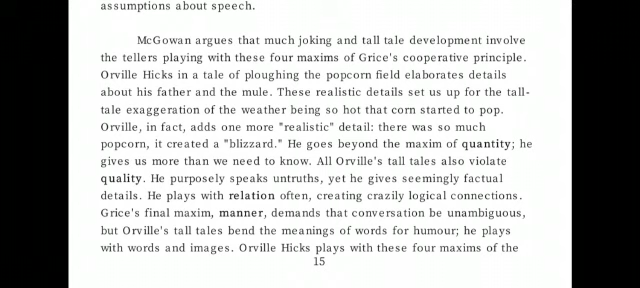 assumptions about speech.
McGowan argues that much joking and tall tale development involve
the tellers playing with these four maxims of Grice's cooperative principle.
Orville Hicks in a tale of ploughing the popcorn field elaborates details
about his father and the mule. These realistic details set us up for the tall-
tale exaggeration of the weather being so hot that corn started to pop.
Orville, in fact, adds one more "realistic" detail: there was so much
popcorn, it created a "blizzard." He goes beyond the maxim of quantity; he
gives us more than we need to know. All Orville's tall tales also violate
quality. He purposely speaks untruths, yet he gives seemingly factual
details. He plays with relation often, creating crazily logical connections.
Grice's final maxim, manner, demands that conversation be unambiguous,
but Orville's tall tales bend the meanings of words for humour; he plays
with words and images. Orville Hicks plays with these four maxims of the
15